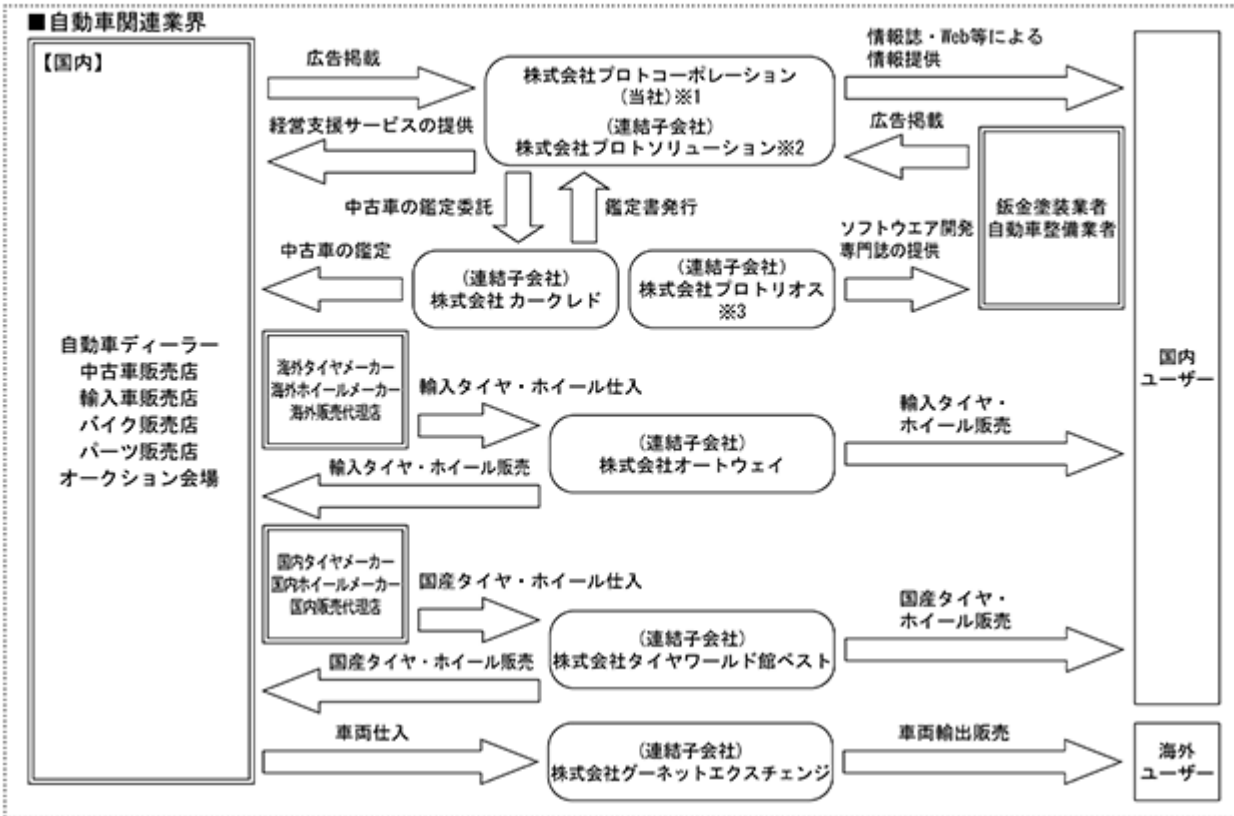 ■自動車関連業界
【国内】
自動車ディーラー
中古車販売店
輸入車販売店
バイク販売店
パーツ販売店
オークション会場
広告掲載
経営支援サービスの提供
株式会社プロトコーポレーション
(当社)※1
(連結子会社)
株式会社プロトソリューション※2
情報誌・Web等による
情報提供
広告掲載
鈑金塗装業者
自動車整備業者
中古車の鑑定委託
鑑定書発行
ソフトウエア開発
専門誌の提供
中古車の鑑定
(連結子会社)
株式会社 カークレド
(連結子会社)
株式会社プロトリオス
※3
海外タイヤメーカー
海外ホイールメーカー
海外販売代理店
輸入タイヤ・ホイール仕入
輸入タイヤ・ホイール販売
(連結子会社)
株式会社オートウェイ
輸入タイヤ・
ホイール販売
国内
ユーザー
国内タイヤメーカー
国内ホイールメーカー
国内販売代理店
国産タイヤ・ホイール仕入
国産タイヤ・ホイール販売
(連結子会社)
株式会社タイヤワールド館ベスト
国産タイヤ・
ホイール販売
車両仕入
(連結子会社)
株式会社グーネットエクスチェンジ
車両輸出販売
海外
ユーザー